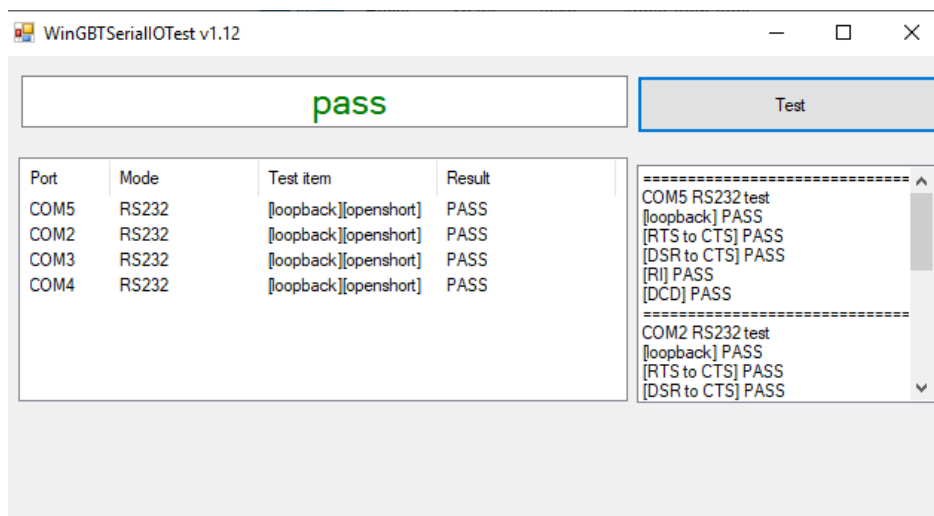 WinGBTSerialIOTest v1.12
pass
Test
Port Mode Test item Result
COM5 RS232 [loopback][openshort] PASS
COM2 RS232 [loopback][openshort] PASS
COM3 RS232 [loopback][openshort] PASS
COM4 RS232 [loopback][openshort] PASS
===============================
COM5 RS232 test
[loopback] PASS
[RTS to CTS] PASS
[DSR to CTS] PASS
[RI] PASS
[DCD] PASS
===============================
COM2 RS232 test
[loopback] PASS
[RTS to CTS] PASS
[DSR to CTS] PASS